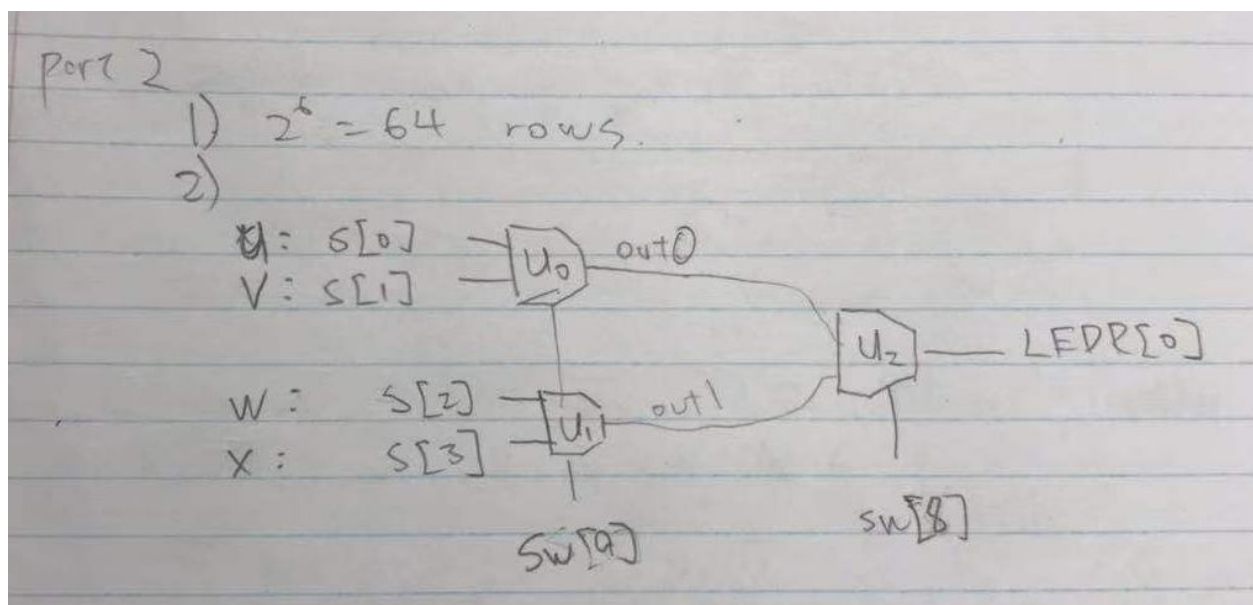 Part 2
1) 2^6 = 64 rows.
2)
u: S[0]
U0 out0
V: S[1]
U2 LEDR[0]
W: S[2]
U1 out1
X: S[3]
SW[9]
SW[8]